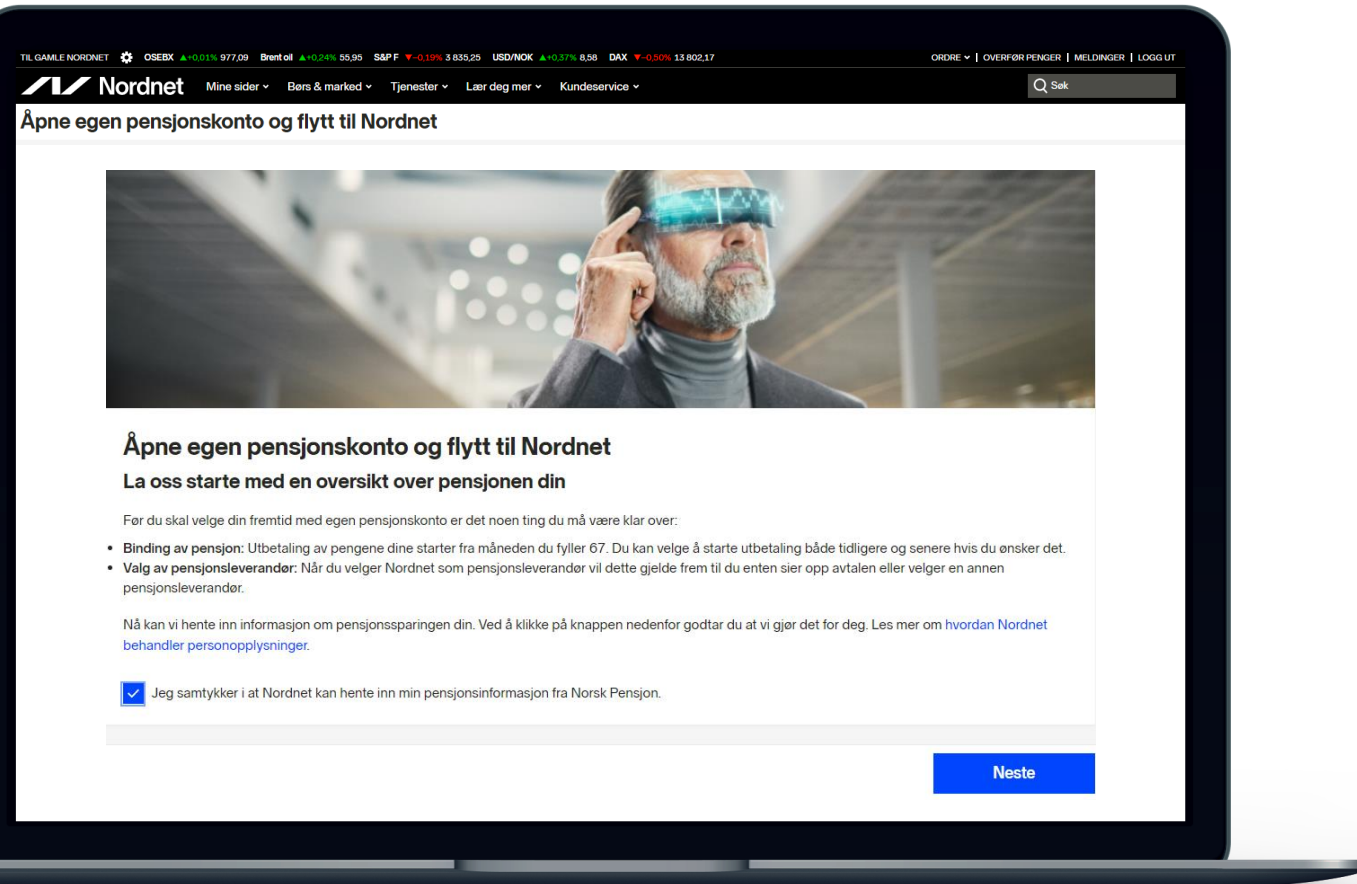 TIL GAMLE NORDNET OSEBX ▲+0,01% 977,09 Brent oil ▲+0,24% 55,95 S&P F ▼-0,19% 3 835,25 USD/NOK ▲+0,37% 8,58 DAX ▼-0,50% 13 802,17 ORDRE | OVERFØR PENGER | MELDINGER | LOGG UT
Nordnet Mine sider Børs & marked Tjenester Lær deg mer Kundeservice Søk
Åpne egen pensjonskonto og flytt til Nordnet
Åpne egen pensjonskonto og flytt til Nordnet
La oss starte med en oversikt over pensjonen din
Før du skal velge din fremtid med egen pensjonskonto er det noen ting du må være klar over:
• Binding av pensjon: Utbetaling av pengene dine starter fra måneden du fyller 67. Du kan velge å starte utbetaling både tidligere og senere hvis du ønsker det.
• Valg av pensjonsleverandør: Når du velger Nordnet som pensjonsleverandør vil dette gjelde frem til du enten sier opp avtalen eller velger en annen
pensjonsleverandør.
Nå kan vi hente inn informasjon om pensjonssparingen din. Ved å klikke på knappen nedenfor godtar du at vi gjør det for deg. Les mer om hvordan Nordnet
behandler personopplysninger.
Jeg samtykker i at Nordnet kan hente inn min pensjonsinformasjon fra Norsk Pensjon.
Neste